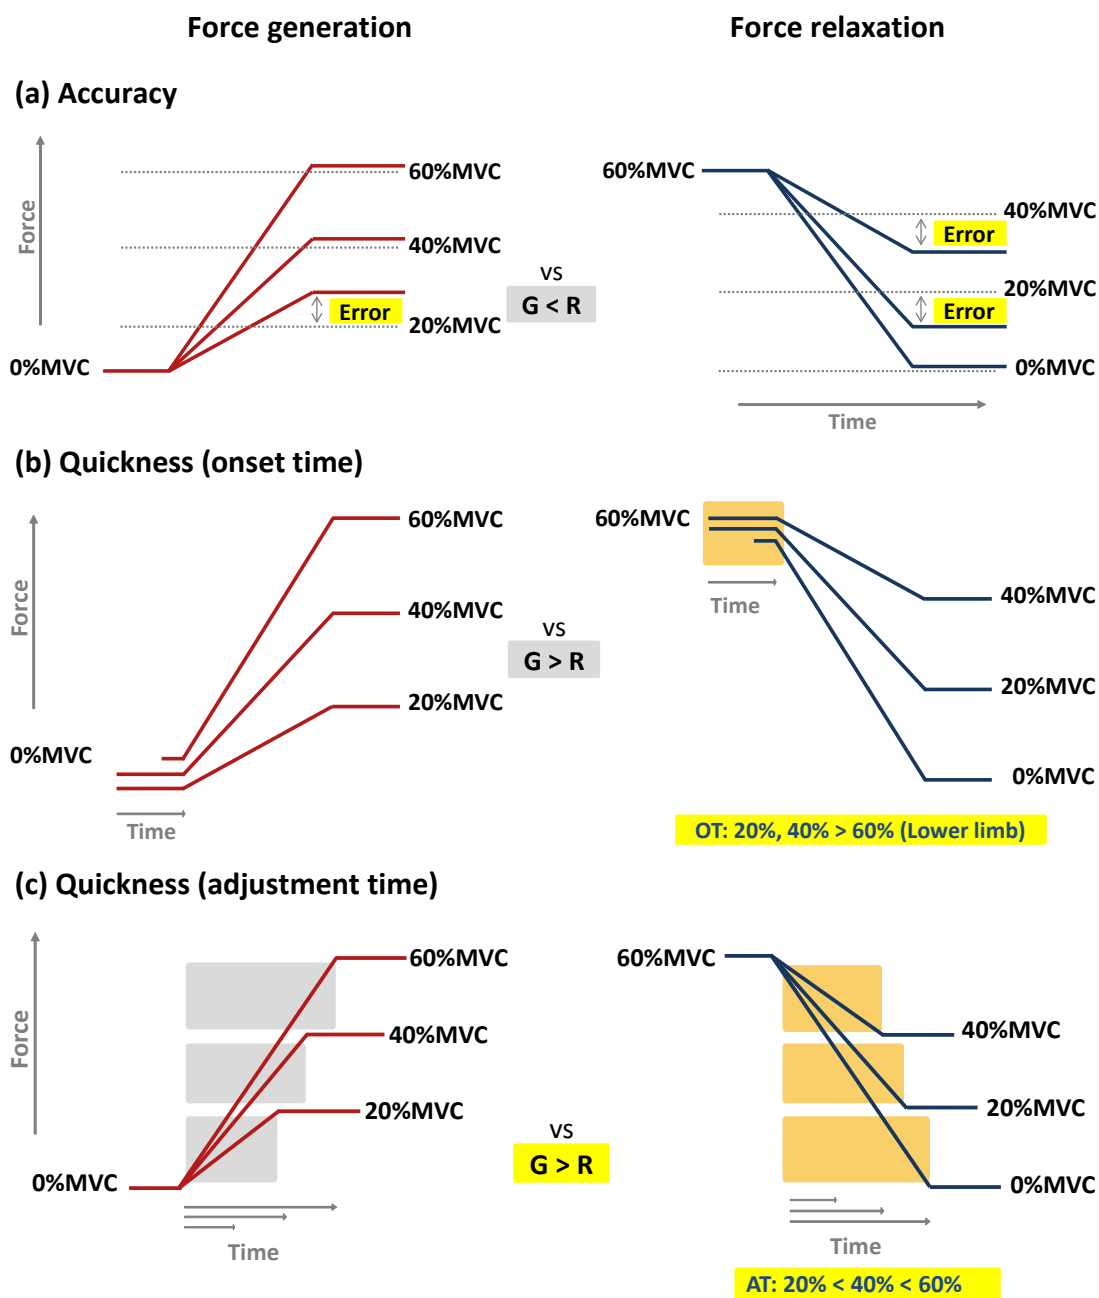 Force generation
Force relaxation
(a) Accuracy
Force
60%MVC
40%MVC
Error
20%MVC
0%MVC
vs
G < R
60%MVC
40%MVC
Error
20%MVC
Error
0%MVC
Time
(b) Quickness (onset time)
Force
60%MVC
40%MVC
20%MVC
0%MVC
Time
vs
G > R
60%MVC
Time
40%MVC
20%MVC
0%MVC
OT: 20%, 40% > 60% (Lower limb)
(c) Quickness (adjustment time)
Force
60%MVC
40%MVC
20%MVC
0%MVC
Time
vs
G > R
60%MVC
40%MVC
20%MVC
0%MVC
Time
AT: 20% < 40% < 60%